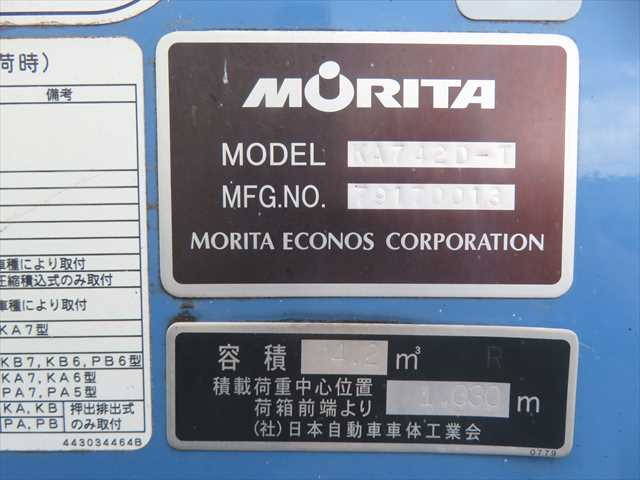 荷時)
備考
車種により取付
圧縮積込式のみ取付
車種により取付
KA7型
KB7, KB6, PB6型
KA7, KA6型
PA7, PA5型
KA, KB 押出排出式
PA, PB のみ取付
443034464B
MORITA
MODEL KA742D-T
MFG.NO. 79170013
MORITA ECONOS CORPORATION
容積 4.2 m³ R
積載荷重中心位置
荷箱前端より 1.030 m
(社)日本自動車車体工業会
0779